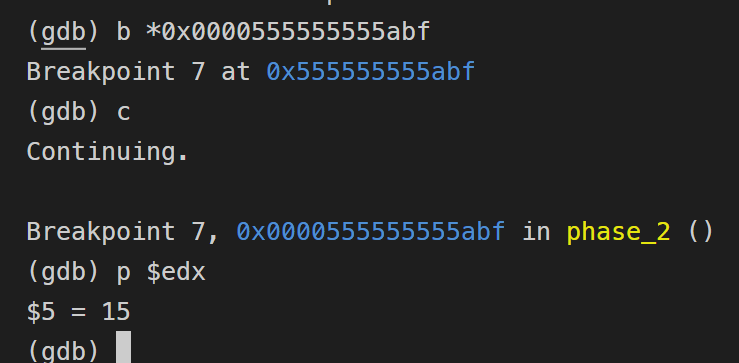 (gdb) b *0x0000555555555abf
Breakpoint 7 at 0x555555555abf
(gdb) c
Continuing.
Breakpoint 7, 0x0000555555555abf in phase_2 ()
(gdb) p $edx
$5 = 15
(gdb)